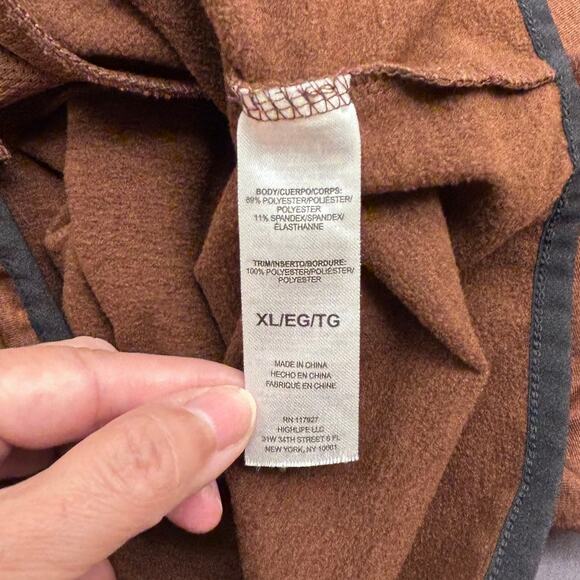 BODY/CUERPO/CORPS:
89% POLYESTER/POLIÉSTER/
POLYESTER
11% SPANDEX/SPANDEX/
ÉLASTHANNE
TRIM/INSERTO/BORDURE:
100% POLYESTER/POLIÉSTER/
POLYESTER
XL/EG/TG
MADE IN CHINA
HECHO EN CHINA
FABRIQUÉ EN CHINE
RN 117927
HIGHLIFE LLC
31W 34TH STREET 6 FL
NEW YORK, NY 10001